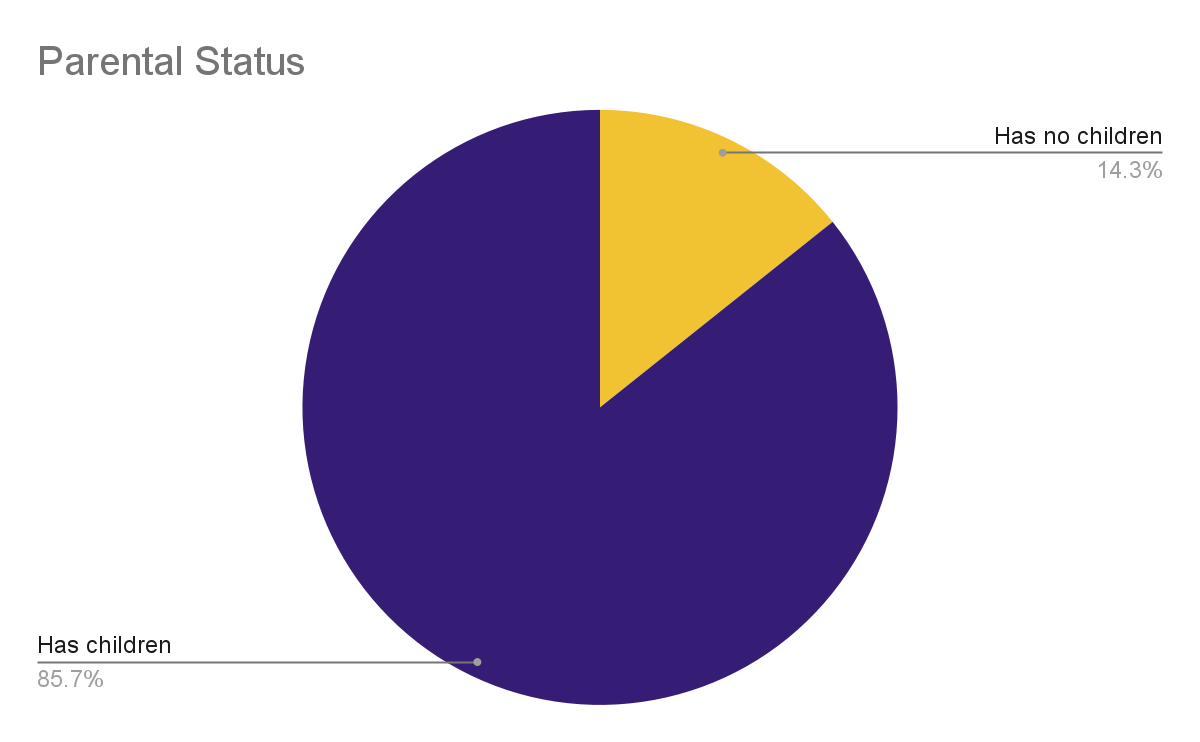 Parental Status
Has no children
14.3%
Has children
85.7%